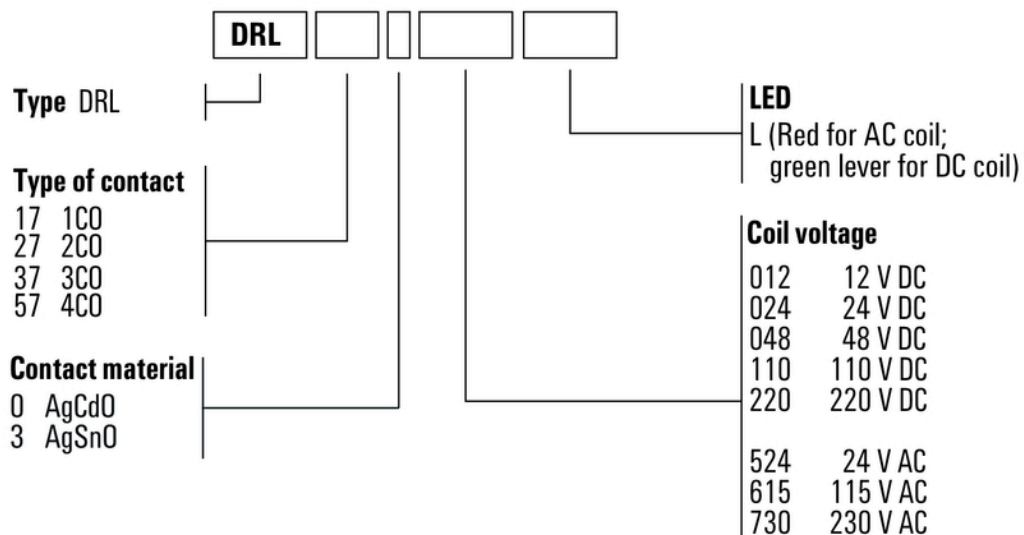 DRL
Type DRL
Type of contact
17 1CO
27 2CO
37 3CO
57 4CO
Contact material
0 AgCdO
3 AgSnO
LED
L (Red for AC coil;
green lever for DC coil)
Coil voltage
012 12 V DC
024 24 V DC
048 48 V DC
110 110 V DC
220 220 V DC
524 24 V AC
615 115 V AC
730 230 V AC